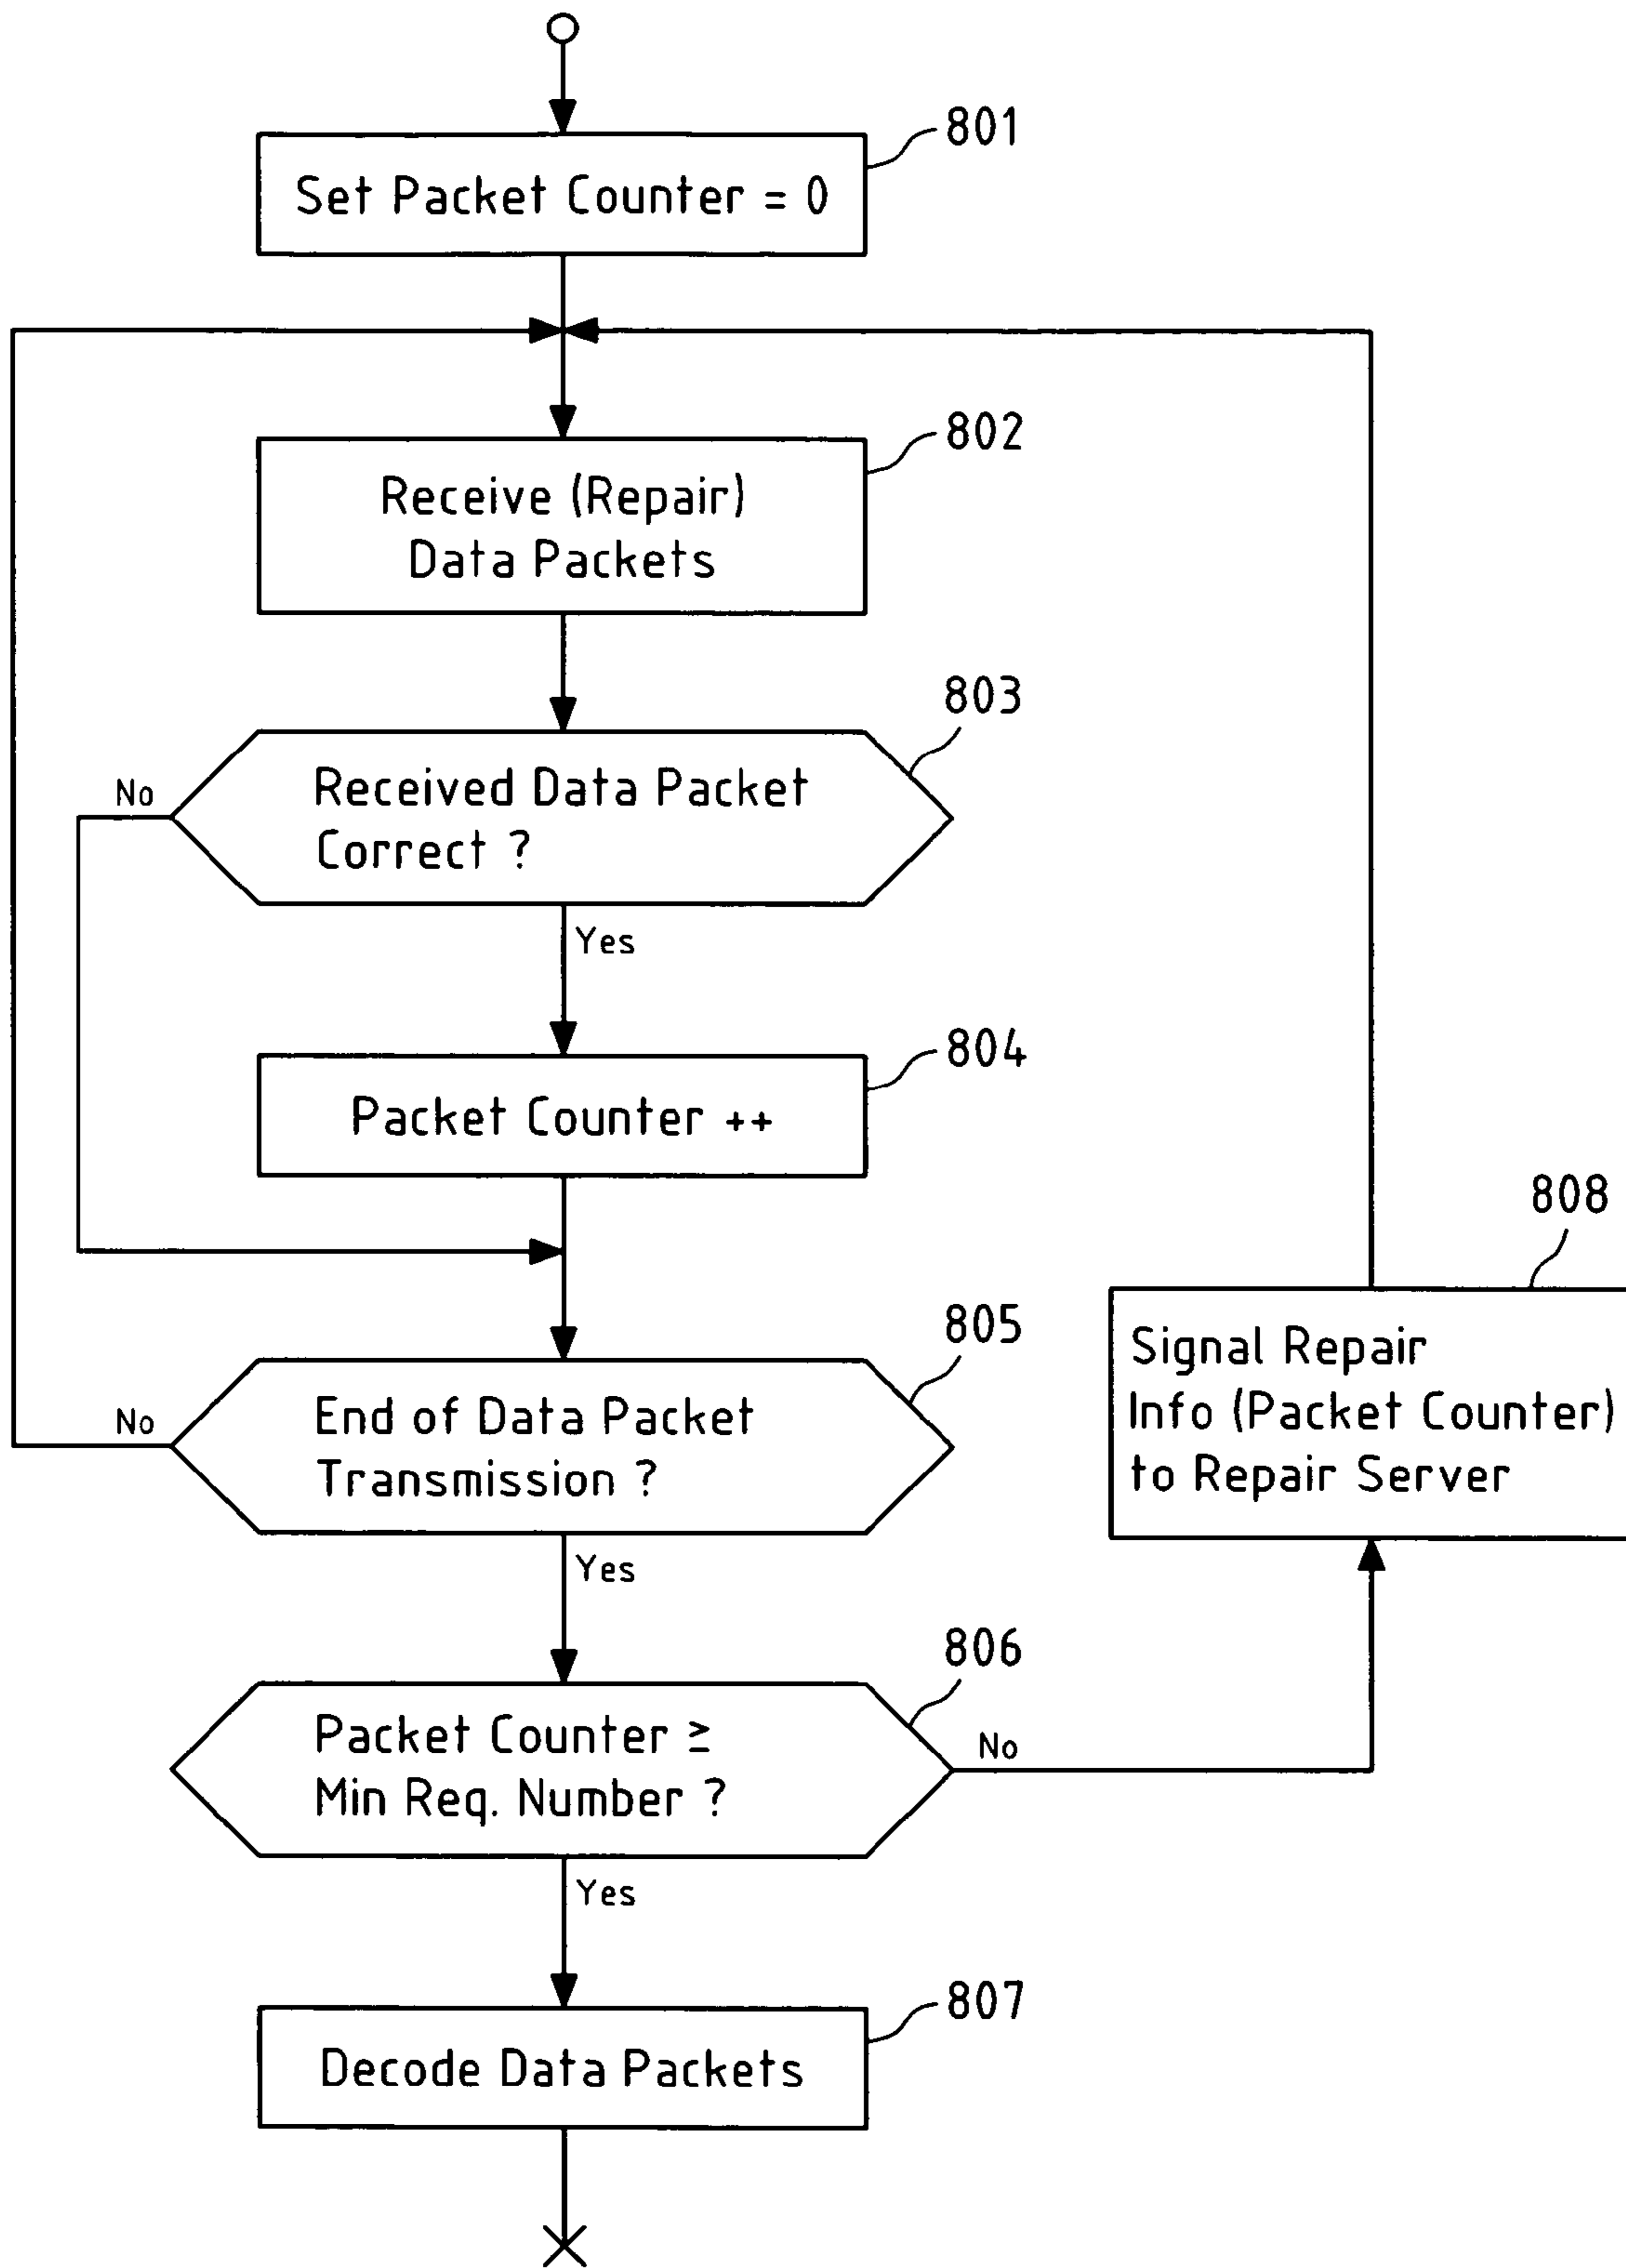 801
Set Packet Counter = 0
802
Receive (Repair)
Data Packets
803
Received Data Packet
Correct ?
No
Yes
804
Packet Counter ++
805
End of Data Packet
Transmission ?
No
Yes
806
Packet Counter ≥
Min Req. Number ?
No
Yes
807
Decode Data Packets
808
Signal Repair
Info (Packet Counter)
to Repair Server